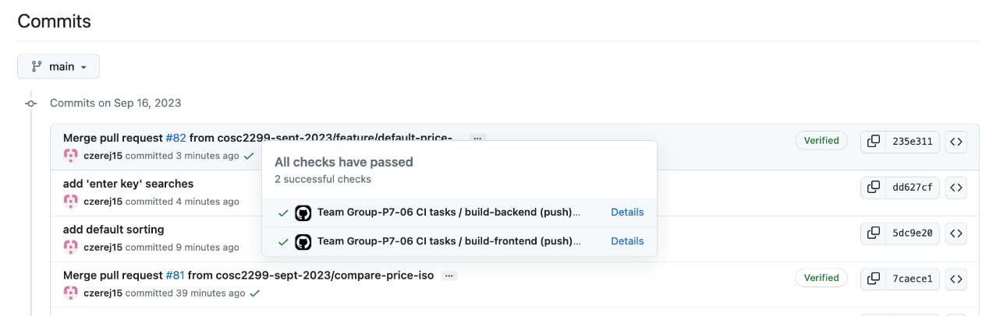 Commits
main
Commits on Sep 16, 2023
Merge pull request #82 from cosc2299-sept-2023/feature/default-price-… …
Verified
235e311
czerej15 committed 3 minutes ago
All checks have passed
2 successful checks
Team Group-P7-06 CI tasks / build-backend (push)… Details
Team Group-P7-06 CI tasks / build-frontend (push)… Details
add 'enter key' searches
dd627cf
czerej15 committed 4 minutes ago
add default sorting
5dc9e20
czerej15 committed 9 minutes ago
Merge pull request #81 from cosc2299-sept-2023/compare-price-iso …
Verified
7caece1
czerej15 committed 39 minutes ago